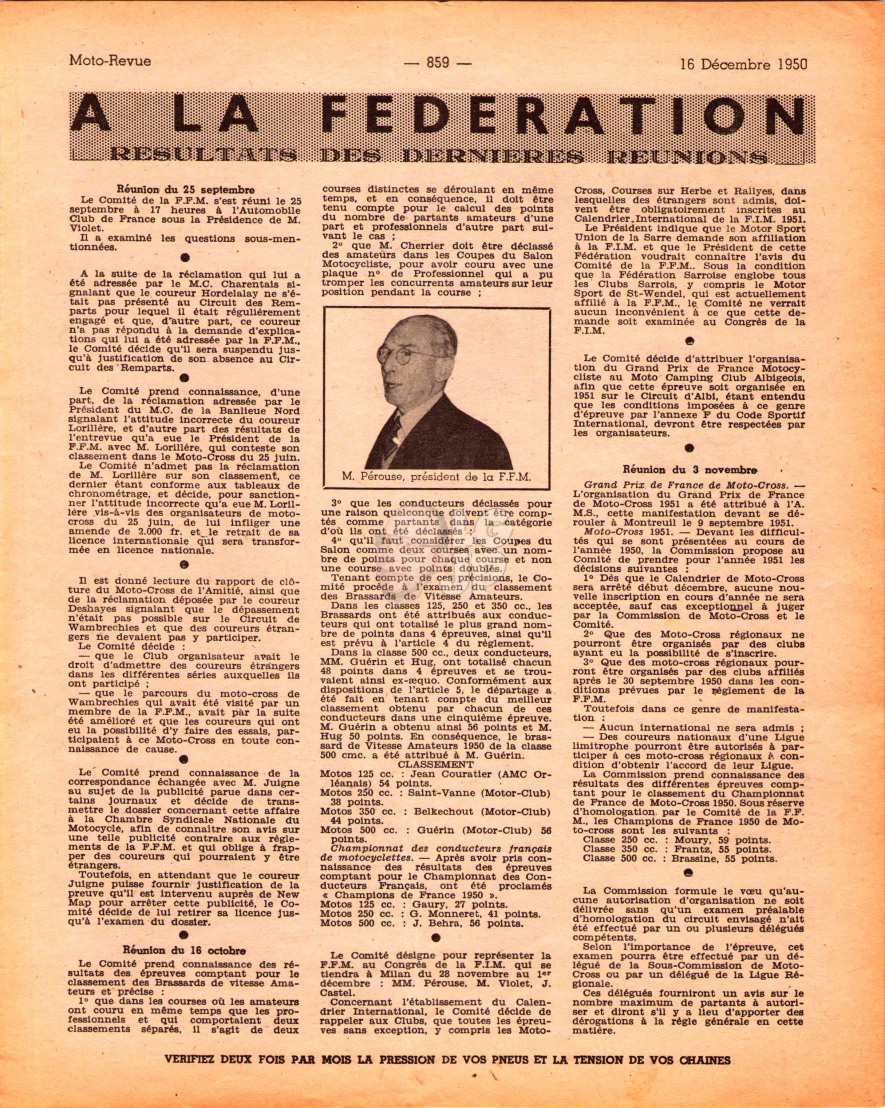 Moto-Revue
— 859 —
16 Décembre 1950
A LA FEDERATION
RESULTATS DES DERNIERES REUNIONS
Réunion du 25 septembre
Le Comité de la F.F.M. s'est réuni le 25
septembre à 17 heures à l'Automobile
Club de France sous la Présidence de M.
Violet.
Il a examiné les questions sous-men-
tionnées.
●
A la suite de la réclamation qui lui a
été adressée par le M.C. Charentais si-
gnalant que le coureur Hordelalay ne s'é-
tait pas présenté au Circuit des Rem-
parts pour lequel il était régulièrement
engagé et que, d'autre part, ce coureur
n'a pas répondu à la demande d'explica-
tions qui lui a été adressée par la F.F.M.,
le Comité décide qu'il sera suspendu jus-
qu'à justification de son absence au Cir-
cuit des Remparts.
●
Le Comité prend connaissance, d'une
part, de la réclamation adressée par le
Président du M.C. de la Banlieue Nord
signalant l'attitude incorrecte du coureur
Lorillère, et d'autre part des résultats de
l'entrevue qu'a eue le Président de la
F.F.M. avec M. Lorillère, qui conteste son
classement dans le Moto-Cross du 25 juin.
Le Comité n'admet pas la réclamation
de M. Lorillère sur son classement, ce
dernier étant conforme aux tableaux de
chronométrage, et décide, pour sanction-
ner l'attitude incorrecte qu'a eue M. Loril-
lère vis-à-vis des organisateurs de moto-
cross du 25 juin, de lui infliger une
amende de 2.000 fr. et le retrait de sa
licence internationale qui sera transfor-
mée en licence nationale.
●
Il est donné lecture du rapport de clô-
ture du Moto-Cross de l'Amitié, ainsi que
de la réclamation déposée par le coureur
Deshayes signalant que le dépassement
n'était pas possible sur le Circuit de
Wambrechies et que des coureurs étran-
gers ne devaient pas y participer.
Le Comité décide :
— que le Club organisateur avait le
droit d'admettre des coureurs étrangers
dans les différentes séries auxquelles ils
ont participé ;
— que le parcours du moto-cross de
Wambrechies qui avait été visité par un
membre de la F.F.M., avait par la suite
été amélioré et que les coureurs qui ont
eu la possibilité d'y faire des essais, par-
ticipaient à ce Moto-Cross en toute con-
naissance de cause.
●
Le Comité prend connaissance de la
correspondance échangée avec M. Juigne
au sujet de la publicité parue dans cer-
tains journaux et décide de trans-
mettre le dossier concernant cette affaire
à la Chambre Syndicale Nationale du
Motocycle, afin de connaître son avis sur
une telle publicité contraire aux règle-
ments de la F.F.M. et qui oblige à frap-
per des coureurs qui pourraient y être
étrangers.
Toutefois, en attendant que le coureur
Juigne puisse fournir justification de la
preuve qu'il est intervenu auprès de New
Map pour arrêter cette publicité, le Co-
mité décide de lui retirer sa licence jus-
qu'à l'examen du dossier.
●
Réunion du 16 octobre
Le Comité prend connaissance des ré-
sultats des épreuves comptant pour le
classement des Brassards de vitesse Ama-
teurs et précise :
1° que dans les courses où les amateurs
ont couru en même temps que les pro-
fessionnels et qui comportaient deux
classements séparés, il s'agit de deux
courses distinctes se déroulant en même
temps, et en conséquence, il doit être
tenu compte pour le calcul des points
du nombre de partants amateurs d'une
part et professionnels d'autre part sui-
vant le cas ;
2° que M. Cherrier doit être déclassé
des amateurs dans les Coupes du Salon
Motocycliste, pour avoir couru avec une
plaque n° de Professionnel qui a pu
tromper les concurrents amateurs sur leur
position pendant la course ;
M. Pérouse, président de la F.F.M.
3° que les conducteurs déclassés pour
une raison quelconque doivent être comp-
tés comme partants dans la catégorie
d'où ils ont été déclassés ;
4° qu'il faut considérer les Coupes du
Salon comme deux courses avec un nom-
bre de points pour chaque course et non
une course avec points doublés.
Tenant compte de ces précisions, le Co-
mité procède à l'examen du classement
des Brassards de Vitesse Amateurs.
Dans les classes 125, 250 et 350 cc., les
Brassards ont été attribués aux conduc-
teurs qui ont totalisé le plus grand nom-
bre de points dans 4 épreuves, ainsi qu'il
est prévu à l'article 4 du règlement.
Dans la classe 500 cc., deux conducteurs,
MM. Guérin et Hug, ont totalisé chacun
48 points dans 4 épreuves et se trou-
vaient ainsi ex-æquo. Conformément aux
dispositions de l'article 5, le départage a
été fait en tenant compte du meilleur
classement obtenu par chacun de ces
conducteurs dans une cinquième épreuve.
M. Guérin a obtenu ainsi 56 points et M.
Hug 50 points. En conséquence, le bras-
sard de Vitesse Amateurs 1950 de la classe
500 cmc. a été attribué à M. Guérin.
CLASSEMENT
Motos 125 cc. : Jean Couratier (AMC Or-
léanais) 54 points.
Motos 250 cc. : Saint-Vanne (Motor-Club)
38 points.
Motos 350 cc. : Belkechout (Motor-Club)
44 points.
Motos 500 cc. : Guérin (Motor-Club) 56
points.
Championnat des conducteurs français
de motocyclettes. — Après avoir pris con-
naissance des résultats des épreuves
comptant pour le Championnat des Con-
ducteurs Français, ont été proclamés
« Champions de France 1950 ».
Motos 125 cc. : Gaury, 27 points.
Motos 250 cc. : G. Monneret, 41 points.
Motos 500 cc. : J. Behra, 56 points.
●
Le Comité désigne pour représenter la
F.F.M. au Congrès de la F.I.M. qui se
tiendra à Milan du 28 novembre au 1er
décembre : MM. Pérouse, M. Violet, J.
Castel.
Concernant l'établissement du Calen-
drier International, le Comité décide de
rappeler aux Clubs, que toutes les épreu-
ves sans exception, y compris les Moto-
Cross, Courses sur Herbe et Rallyes, dans
lesquelles des étrangers sont admis, doi-
vent être obligatoirement inscrites au
Calendrier International de la F.I.M. 1951.
Le Président indique que le Motor Sport
Union de la Sarre demande son affiliation
à la F.I.M. et que le Président de cette
Fédération voudrait connaître l'avis du
Comité de la F.F.M.. Sous la condition
que la Fédération Sarroise englobe tous
les Clubs Sarrois, y compris le Motor
Sport de St-Wendel, qui est actuellement
affilié à la F.F.M., le Comité ne verrait
aucun inconvénient à ce que cette de-
mande soit examinée au Congrès de la
F.I.M.
●
Le Comité décide d'attribuer l'organisa-
tion du Grand Prix de France Motocy-
cliste au Moto Camping Club Albigeois,
afin que cette épreuve soit organisée en
1951 sur le Circuit d'Albi, étant entendu
que les conditions imposées à ce genre
d'épreuve par l'annexe F du Code Sportif
International, devront être respectées par
les organisateurs.
●
Réunion du 3 novembre
Grand Prix de France de Moto-Cross. —
L'organisation du Grand Prix de France
de Moto-Cross 1951 a été attribué à l'A.
M.S., cette manifestation devant se dé-
rouler à Montreuil le 9 septembre 1951.
Moto-Cross 1951. — Devant les difficul-
tés qui se sont présentées au cours de
l'année 1950, la Commission propose au
Comité de prendre pour l'année 1951 les
décisions suivantes :
1° Dès que le Calendrier de Moto-Cross
sera arrêté début décembre, aucune nou-
velle inscription en cours d'année ne sera
acceptée, sauf cas exceptionnel à juger
par la Commission de Moto-Cross et le
Comité.
2° Que des Moto-Cross régionaux ne
pourront être organisés par des clubs
ayant eu la possibilité de s'inscrire.
3° Que des moto-cross régionaux pour-
ront être organisés par des clubs affiliés
après le 30 septembre 1950 dans les con-
ditions prévues par le règlement de la
F.F.M.
Toutefois dans ce genre de manifesta-
tion :
— Aucun international ne sera admis ;
— Des coureurs nationaux d'une Ligue
limitrophe pourront être autorisés à par-
ticiper à ces moto-cross régionaux à con-
dition d'obtenir l'accord de leur Ligue.
La Commission prend connaissance des
résultats des différentes épreuves comp-
tant pour le classement du Championnat
de France de Moto-Cross 1950. Sous réserve
d'homologation par le Comité de la F.F.
M., les Champions de France 1950 de Mo-
to-cross sont les suivants :
Classe 250 cc. : Moury, 59 points.
Classe 350 cc. : Frantz, 55 points.
Classe 500 cc. : Brassine, 55 points.
●
La Commission formule le vœu qu'au-
cune autorisation d'organisation ne soit
délivrée sans qu'un examen préalable
d'homologation du circuit envisagé n'ait
été effectué par un ou plusieurs délégués
compétents.
Selon l'importance de l'épreuve, cet
examen pourra être effectué par un dé-
légué de la Sous-Commission de Moto-
Cross ou par un délégué de la Ligue Ré-
gionale.
Ces délégués fourniront un avis sur le
nombre maximum de partants à autori-
ser et diront s'il y a lieu d'apporter des
dérogations à la règle générale en cette
matière.
VERIFIEZ DEUX FOIS PAR MOIS LA PRESSION DE VOS PNEUS ET LA TENSION DE VOS CHAINES